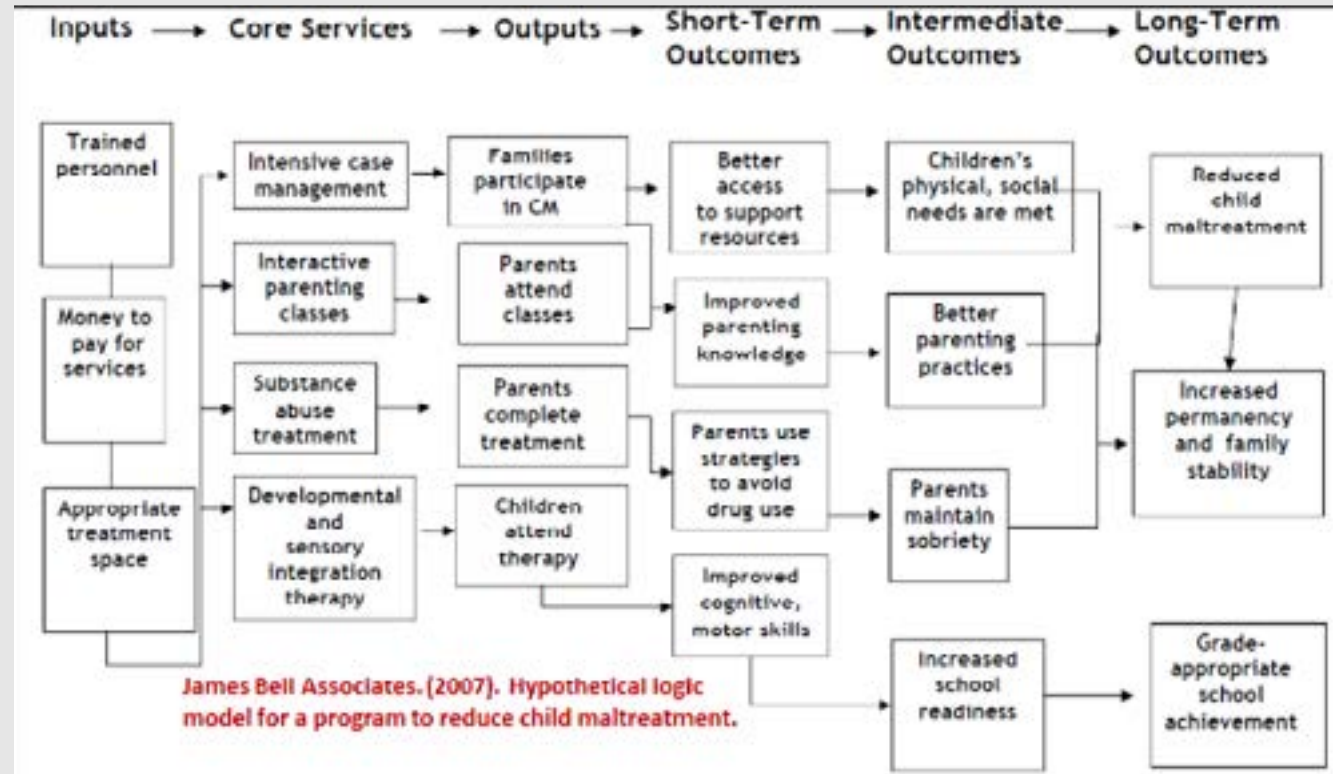 Inputs
Core Services
Outputs
Short-Term
Outcomes
Intermediate
Outcomes
Long-Term
Outcomes
Trained
personnel
Money to
pay for
services
Appropriate
treatment
space
Intensive case
management
Interactive
parenting
classes
Substance
abuse
treatment
Developmental
and
sensory
integration
therapy
Families
participate
in CM
Parents
attend
classes
Parents
complete
treatment
Children
attend
therapy
Better
access
to support
resources
Improved
parenting
knowledge
Parents use
strategies
to avoid
drug use
Improved
cognitive,
motor skills
Children's
physical, social
needs are met
Better
parenting
practices
Parents
maintain
sobriety
Increased
school
readiness
Reduced
child
maltreatment
Increased
permanency
and family
stability
Grade-
appropriate
school
achievement
James Bell Associates. (2007). Hypothetical logic
model for a program to reduce child maltreatment.